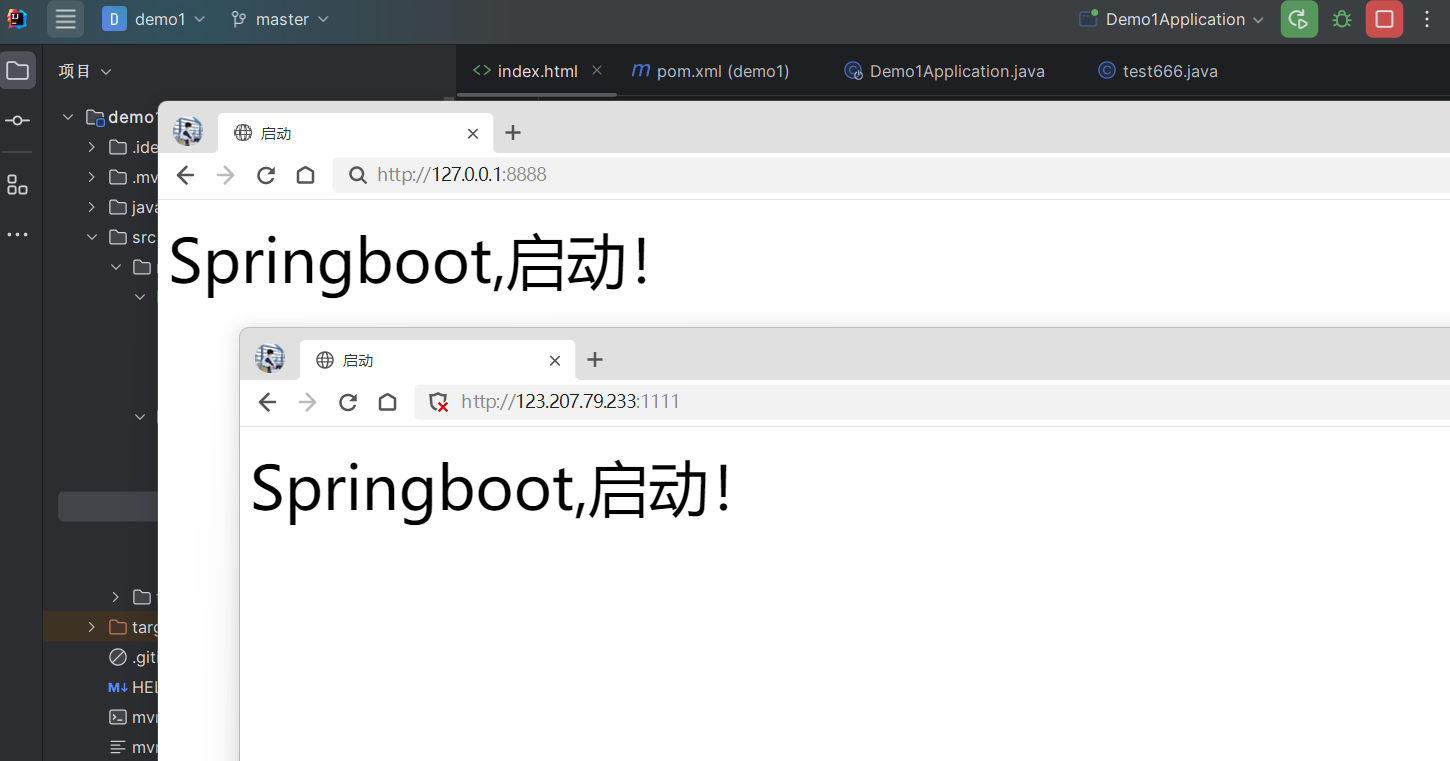 D demo1 master Demo1Application
项目
index.html pom.xml (demo1) Demo1Application.java test666.java
demo1
启动
.ide
.mv
http://127.0.0.1:8888
java
src
Springboot,启动!
启动
http://123.207.79.233:1111
Springboot,启动!
targ
.giti
M↓ HEL
mvn
mvn